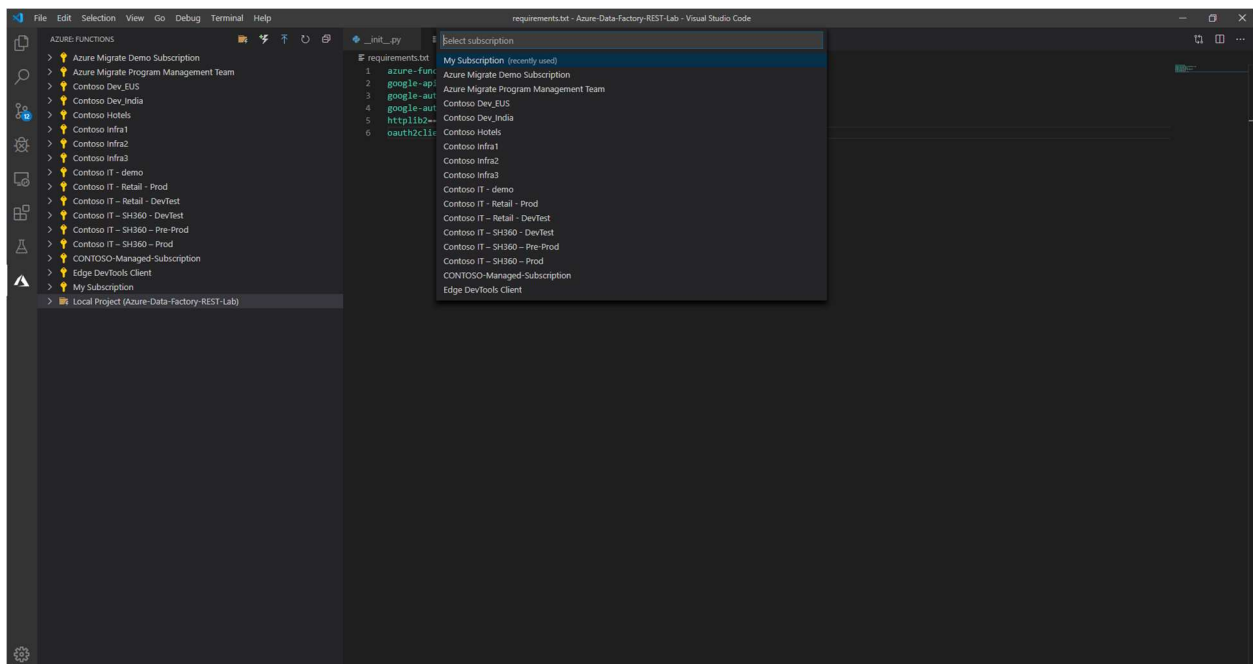 File Edit Selection View Go Debug Terminal Help
requirements.txt - Azure-Data-Factory-REST-Lab - Visual Studio Code
AZURE: FUNCTIONS
Azure Migrate Demo Subscription
Azure Migrate Program Management Team
Contoso Dev_EUS
Contoso Dev_India
Contoso Hotels
Contoso Infra1
Contoso Infra2
Contoso Infra3
Contoso IT - demo
Contoso IT - Retail - Prod
Contoso IT – Retail - DevTest
Contoso IT – SH360 - DevTest
Contoso IT – SH360 – Pre-Prod
Contoso IT – SH360 – Prod
CONTOSO-Managed-Subscription
Edge DevTools Client
My Subscription
Local Project (Azure-Data-Factory-REST-Lab)
12
__init__.py
requirements.txt
1 azure-func
2 google-api
3 google-aut
4 google-aut
5 httplib2==
6 oauth2clie
Select subscription
My Subscription (recently used)
Azure Migrate Demo Subscription
Azure Migrate Program Management Team
Contoso Dev_EUS
Contoso Dev_India
Contoso Hotels
Contoso Infra1
Contoso Infra2
Contoso Infra3
Contoso IT - demo
Contoso IT - Retail - Prod
Contoso IT – Retail - DevTest
Contoso IT – SH360 - DevTest
Contoso IT – SH360 – Pre-Prod
Contoso IT – SH360 – Prod
CONTOSO-Managed-Subscription
Edge DevTools Client